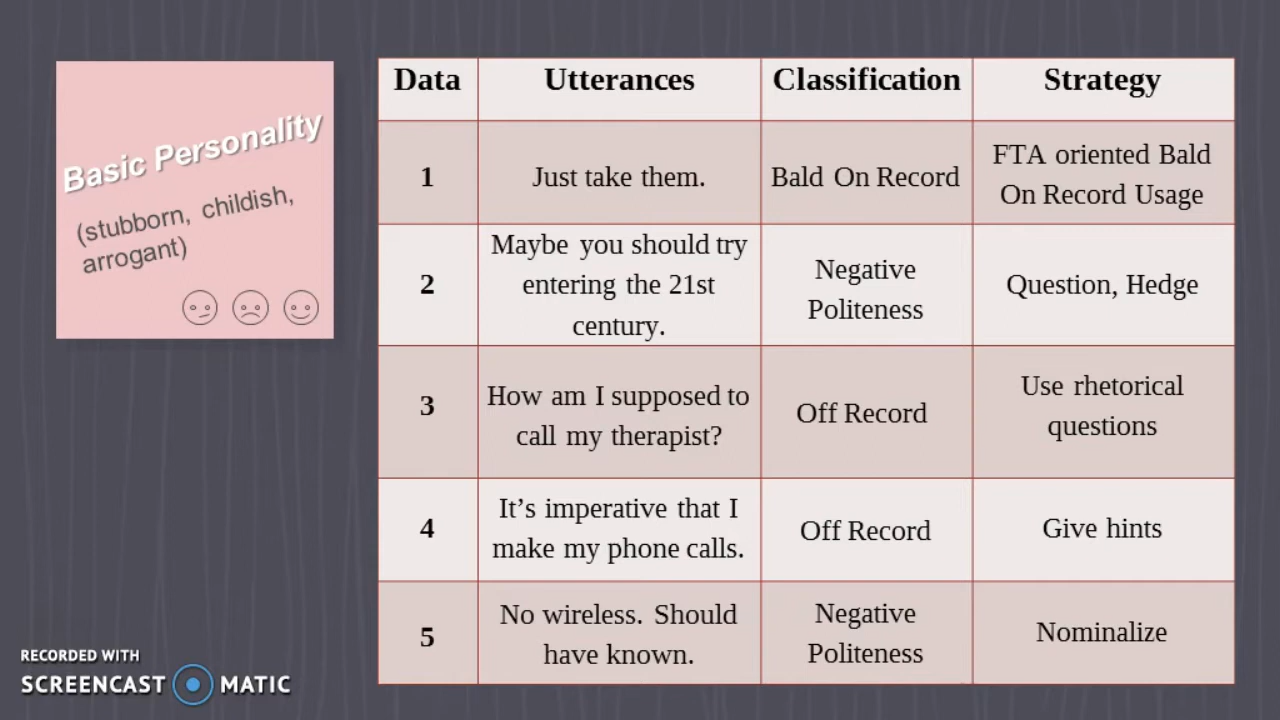 Basic Personality
(stubborn, childish,
arrogant)
Data Utterances Classification Strategy
1 Just take them. Bald On Record FTA oriented Bald
On Record Usage
2 Maybe you should try
entering the 21st
century.
Negative
Politeness
Question, Hedge
3 How am I supposed to
call my therapist?
Off Record
Use rhetorical
questions
4 It’s imperative that I
make my phone calls.
Off Record
Give hints
5 No wireless. Should
have known.
Negative
Politeness
Nominalize
RECORDED WITH
SCREENCAST MATIC